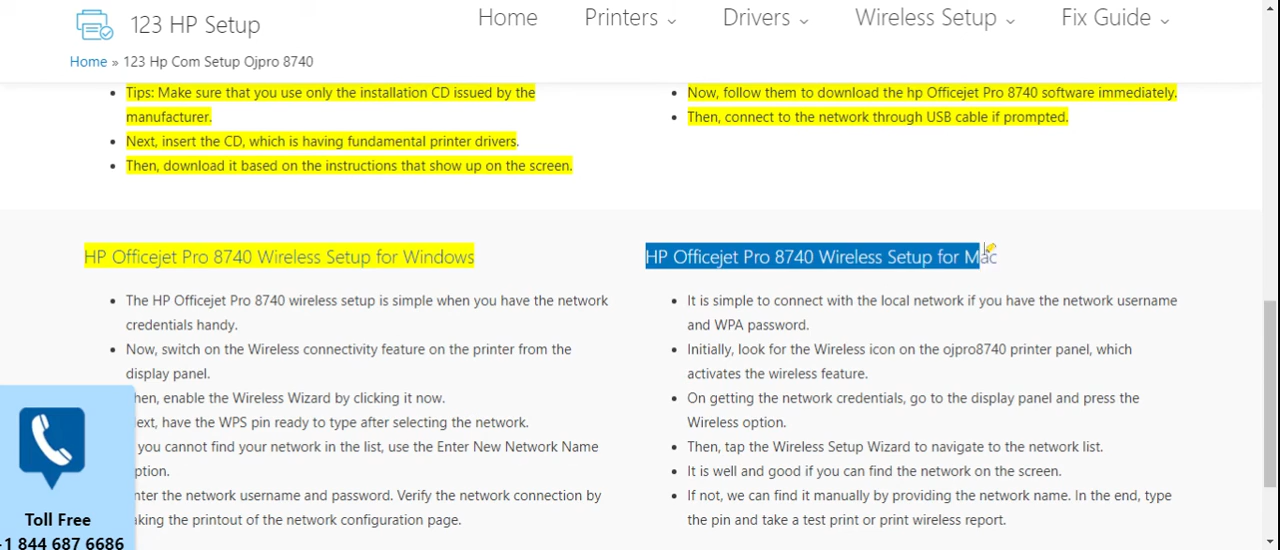 123 HP Setup
Home
Printers
Drivers
Wireless Setup
Fix Guide
Home » 123 Hp Com Setup Ojpro 8740
Tips: Make sure that you use only the installation CD issued by the
manufacturer.
Next, insert the CD, which is having fundamental printer drivers.
Then, download it based on the instructions that show up on the screen.
Now, follow them to download the hp Officejet Pro 8740 software immediately.
Then, connect to the network through USB cable if prompted.
HP Officejet Pro 8740 Wireless Setup for Windows
The HP Officejet Pro 8740 wireless setup is simple when you have the network
credentials handy.
Now, switch on the Wireless connectivity feature on the printer from the
display panel.
hen, enable the Wireless Wizard by clicking it now.
ext, have the WPS pin ready to type after selecting the network.
you cannot find your network in the list, use the Enter New Network Name
ption.
nter the network username and password. Verify the network connection by
aking the printout of the network configuration page.
HP Officejet Pro 8740 Wireless Setup for Mac
It is simple to connect with the local network if you have the network username
and WPA password.
Initially, look for the Wireless icon on the ojpro8740 printer panel, which
activates the wireless feature.
On getting the network credentials, go to the display panel and press the
Wireless option.
Then, tap the Wireless Setup Wizard to navigate to the network list.
It is well and good if you can find the network on the screen.
If not, we can find it manually by providing the network name. In the end, type
the pin and take a test print or print wireless report.
Toll Free
+1 844 687 6686